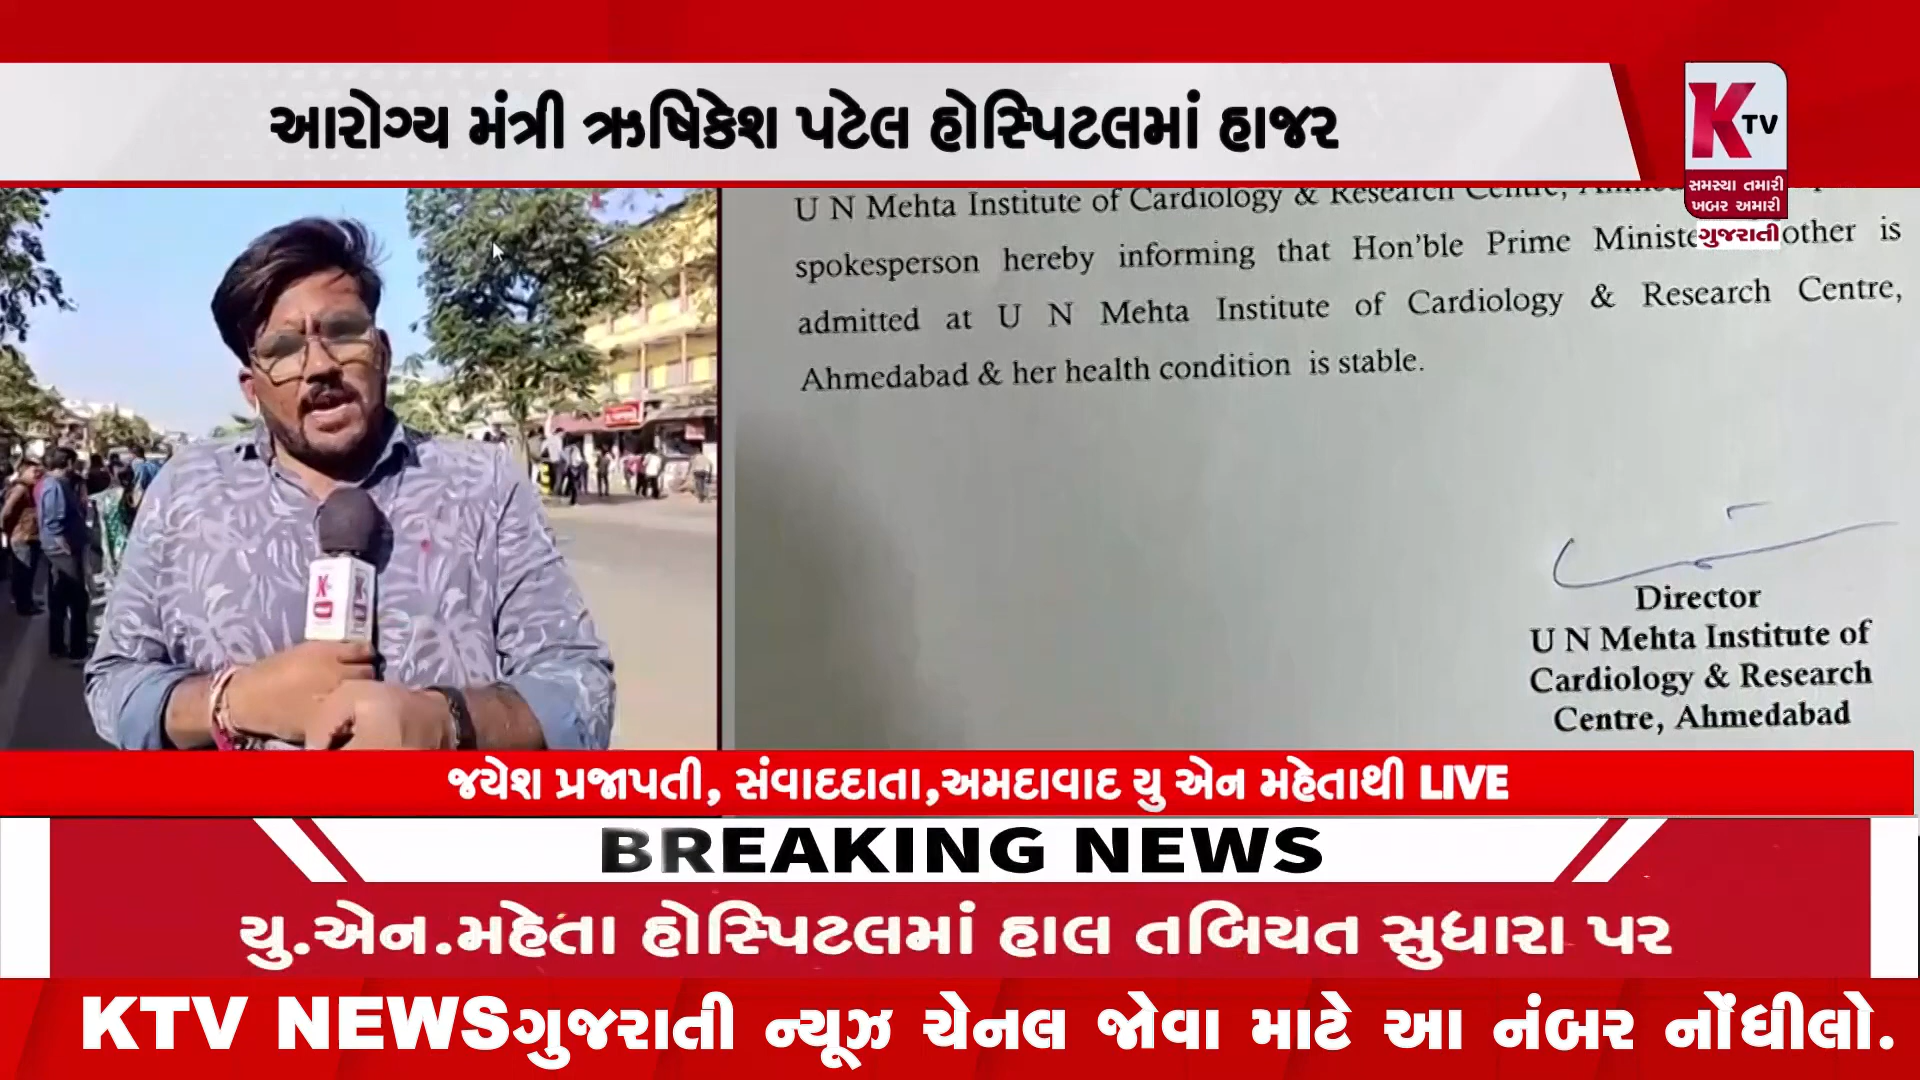 આરોગ્ય મંત્રી ઋષિકેશ પટેલ હોસ્પિટલમાં હાજર
KTV
સમસ્યા તમારી
ખબર અમારી
ગુજરાતી
U N Mehta Institute of Cardiology & Research Centre,
spokesperson hereby informing that Hon'ble Prime other is
admitted at U N Mehta Institute of Cardiology & Research Centre,
Ahmedabad & her health condition is stable.
Director
U N Mehta Institute of
Cardiology & Research
Centre, Ahmedabad
જયેશ પ્રજાપતી, સંવાદદાતા,અમદાવાદ યુ એન મહેતાથી LIVE
BREAKING NEWS
યુ.એન.મહેતા હોસ્પિટલમાં હાલ તબિયત સુધારા પર
KTV NEWSગુજરાતી ન્યૂઝ ચેનલ જોવા માટે આ નંબર નોંધીલો.